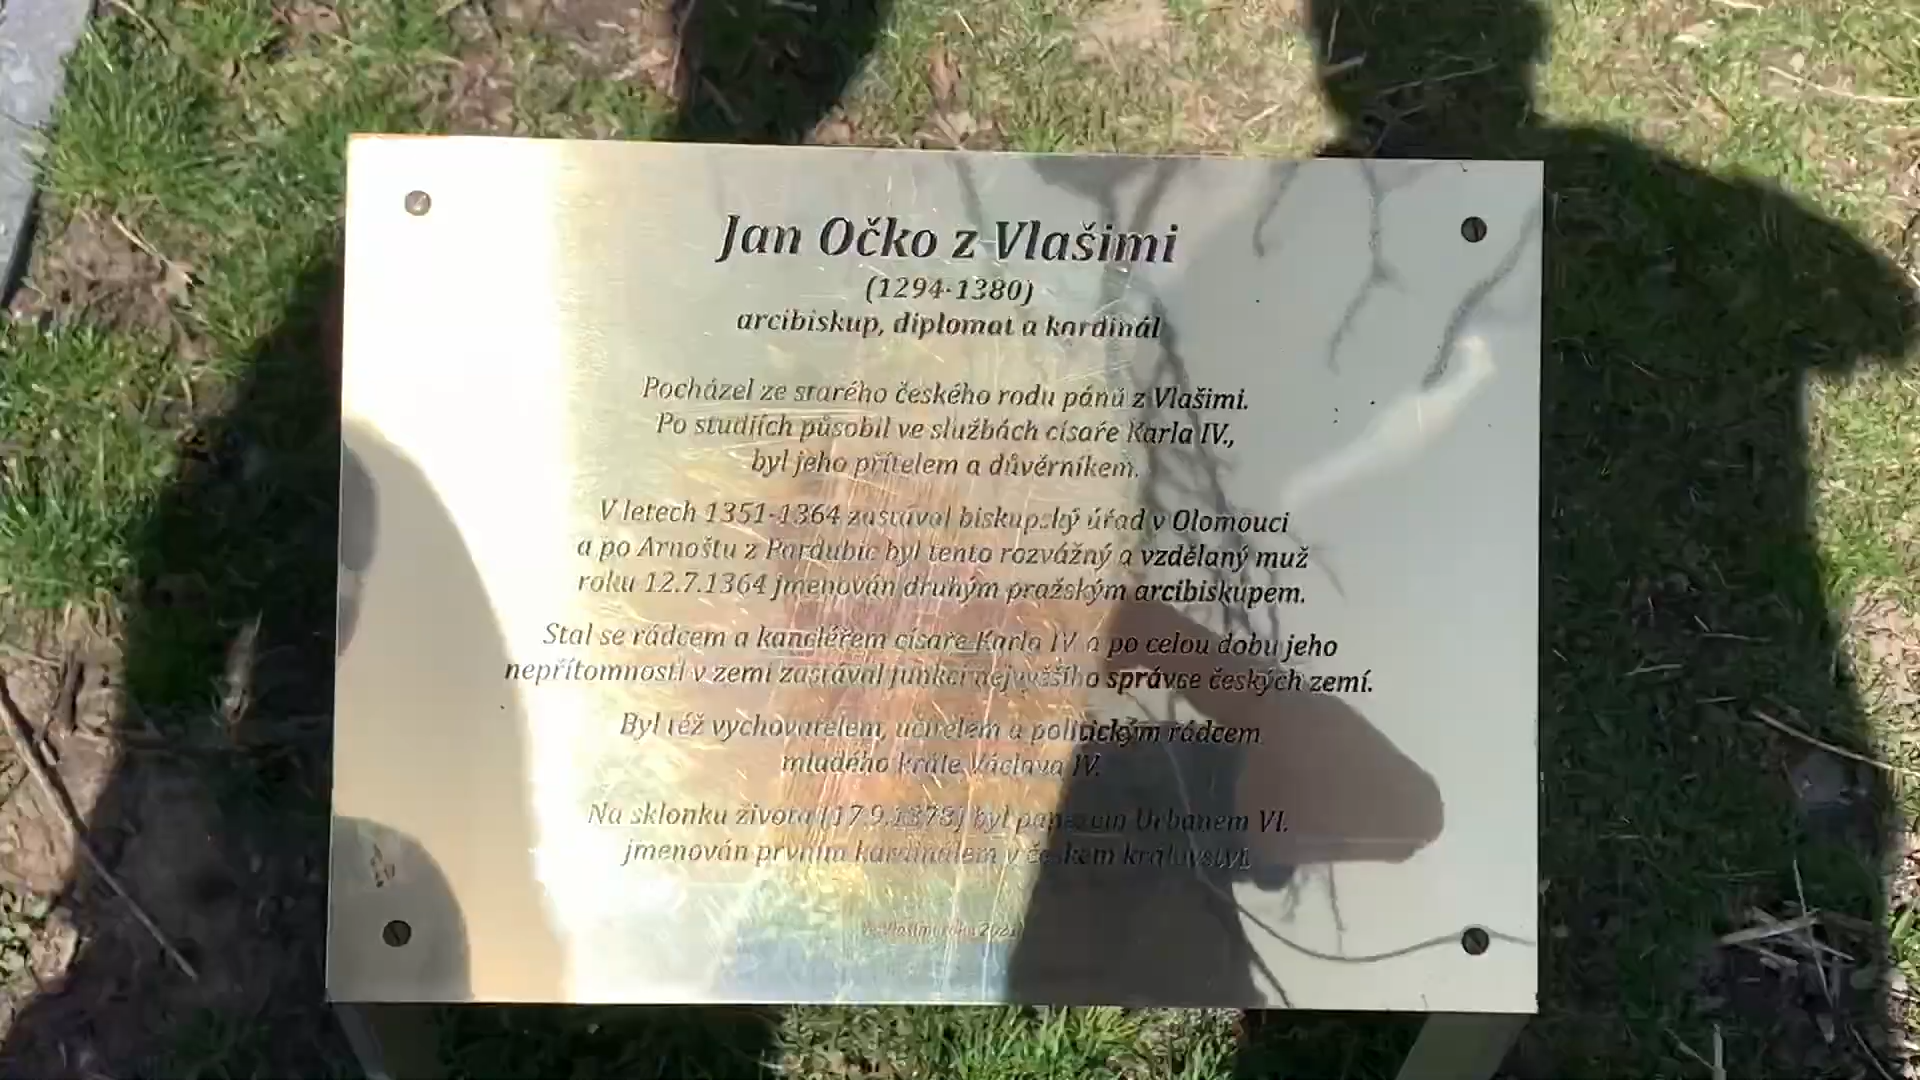 Jan Očko z Vlašimi
(1294-1380)
arcibiskup, diplomat a kardinál
Pocházel ze starého českého rodu pánů z Vlašimi.
Po studiích působil ve službách císaře Karla IV.,
byl jeho přítelem a důvěrníkem.
V letech 1351-1364 zastával biskupský úřad v Olomouci
a po Arnoštu z Pardubic byl tento rozvážný a vzdělaný muž
roku 12.7.1364 jmenován druhým pražským arcibiskupem.
Stal se rádcem a kancléřem císaře Karla IV a po celou dobu jeho
nepřítomnosti v zemi zastával funkci nejvyššího správce českých zemí.
Byl též vychovatelem, učitelem a politickým rádcem
mladého krále Václava IV.
Na sklonku života (17.9.1378) byl papežem Urbanem VI.
jmenován prvním kardinálem v českém království.